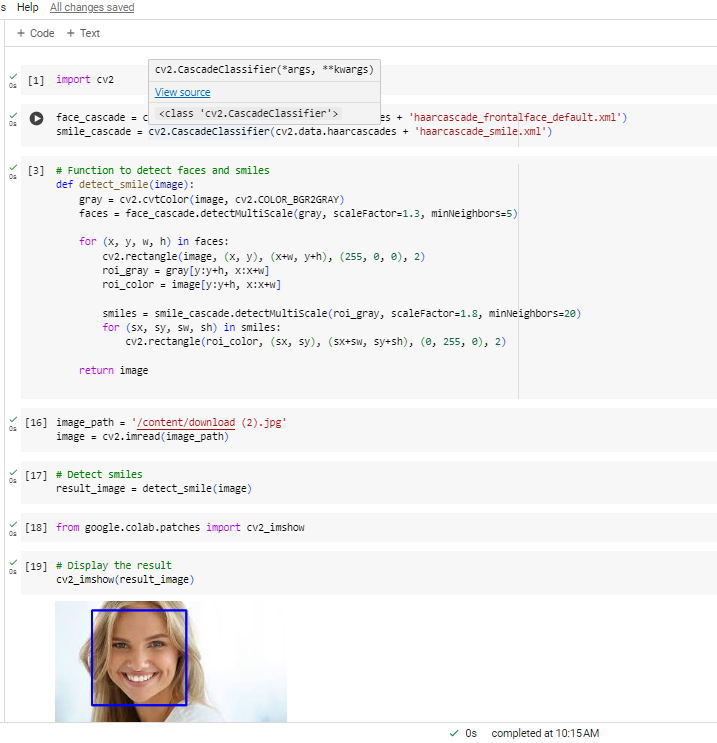 s Help All changes saved
+ Code + Text
cv2.CascadeClassifier(*args, **kwargs)
View source
<class 'cv2.CascadeClassifier'>
0s [1] import cv2
0s face_cascade = c es + 'haarcascade_frontalface_default.xml')
smile_cascade = cv2.CascadeClassifier(cv2.data.haarcascades + 'haarcascade_smile.xml')
0s [3] # Function to detect faces and smiles
def detect_smile(image):
gray = cv2.cvtColor(image, cv2.COLOR_BGR2GRAY)
faces = face_cascade.detectMultiScale(gray, scaleFactor=1.3, minNeighbors=5)
for (x, y, w, h) in faces:
cv2.rectangle(image, (x, y), (x+w, y+h), (255, 0, 0), 2)
roi_gray = gray[y:y+h, x:x+w]
roi_color = image[y:y+h, x:x+w]
smiles = smile_cascade.detectMultiScale(roi_gray, scaleFactor=1.8, minNeighbors=20)
for (sx, sy, sw, sh) in smiles:
cv2.rectangle(roi_color, (sx, sy), (sx+sw, sy+sh), (0, 255, 0), 2)
return image
0s [16] image_path = '/content/download (2).jpg'
image = cv2.imread(image_path)
0s [17] # Detect smiles
result_image = detect_smile(image)
0s [18] from google.colab.patches import cv2_imshow
0s [19] # Display the result
cv2_imshow(result_image)
0s completed at 10:15 AM